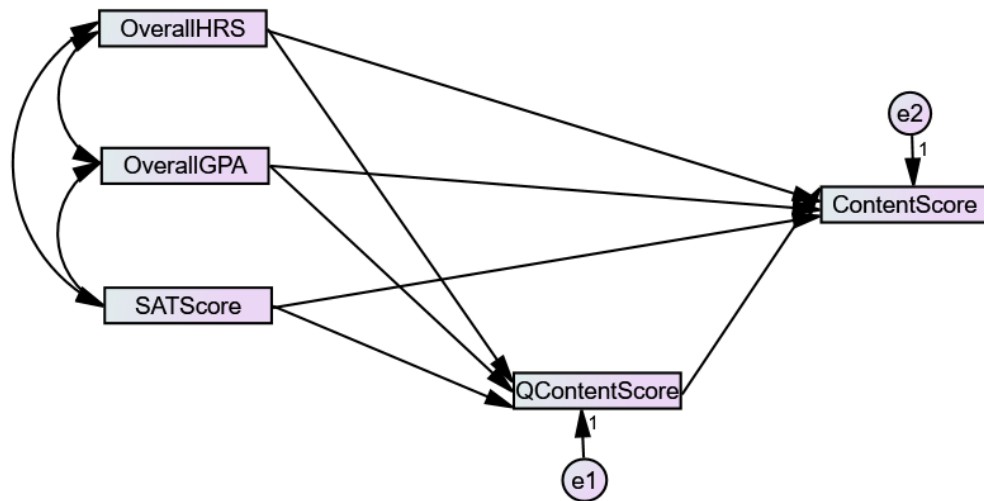 OverallHRS
e2
1
OverallGPA
ContentScore
SATScore
QContentScore
1
e1